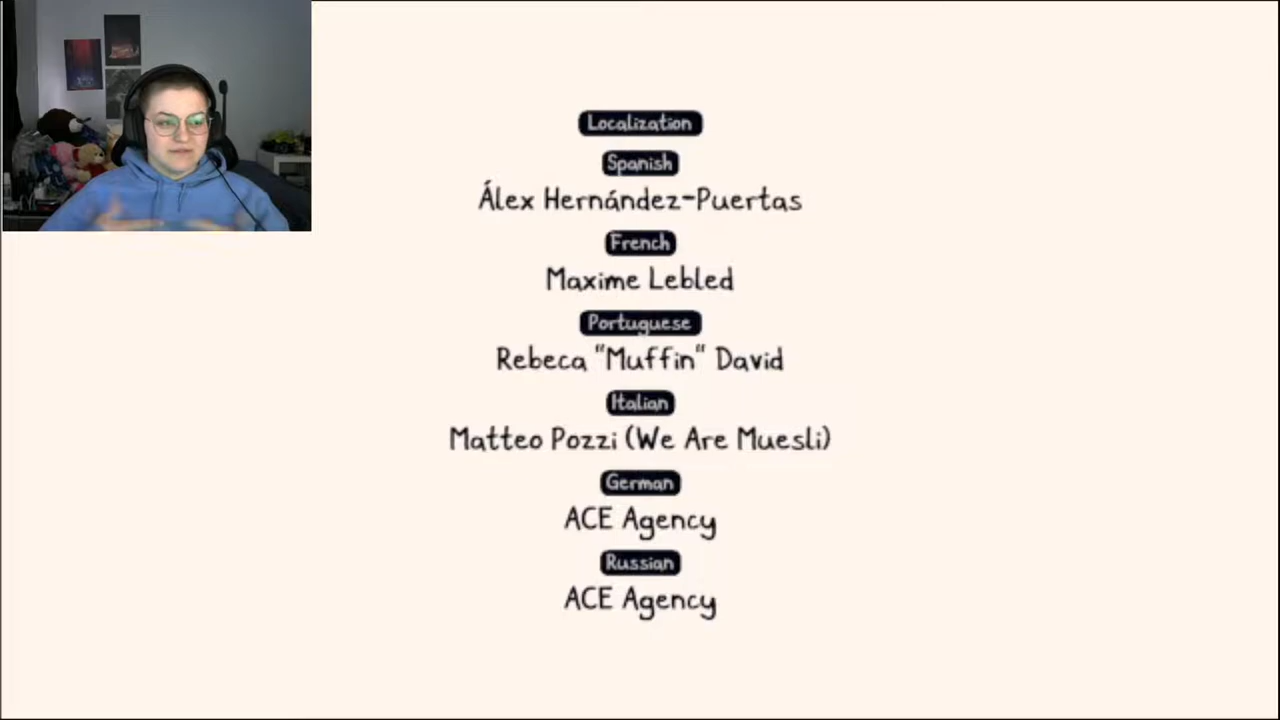 Localization
Spanish
Álex Hernández-Puertas
French
Maxime Lebled
Portuguese
Rebeca "Muffin" David
Italian
Matteo Pozzi (We Are Muesli)
German
ACE Agency
Russian
ACE Agency